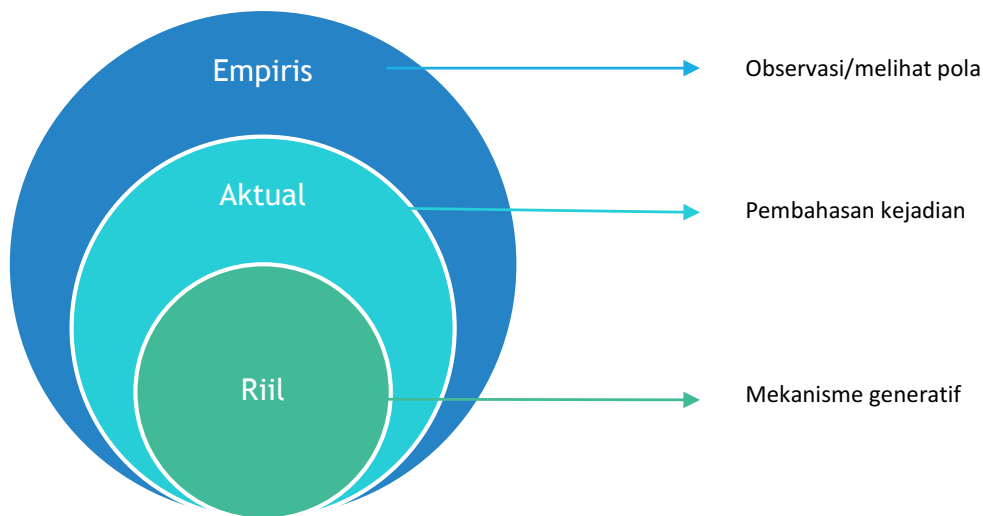 Empiris
Observasi/melihat pola
Aktual
Pembahasan kejadian
Riil
Mekanisme generatif